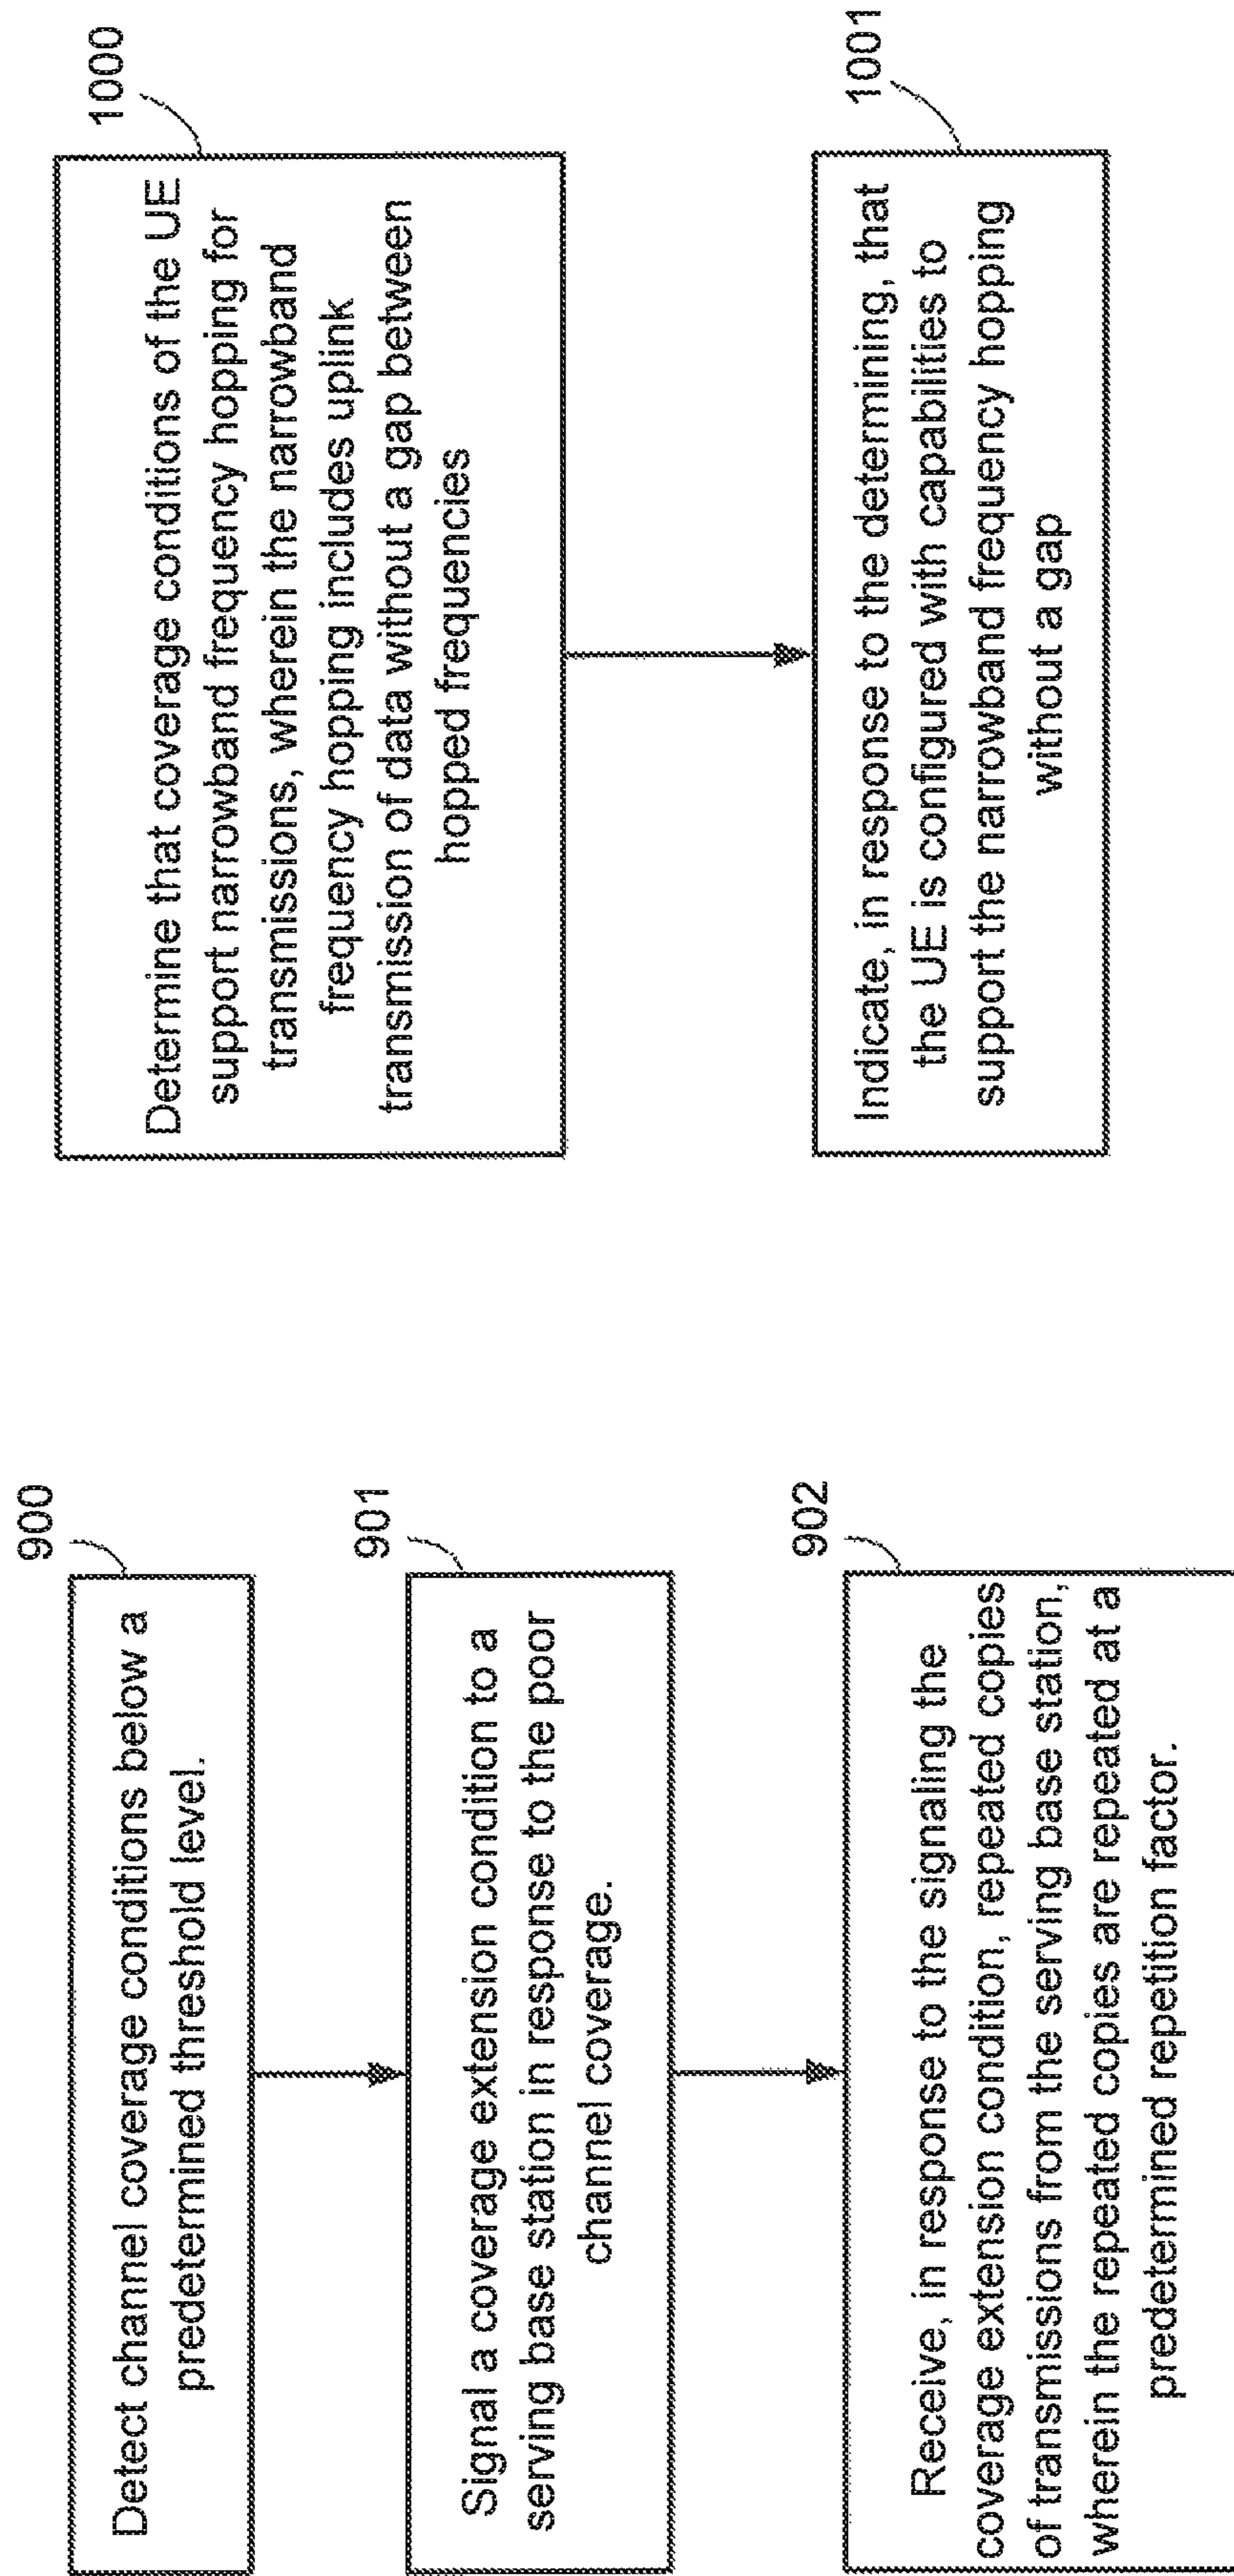 900
Detect channel coverage conditions below a
predetermined threshold level.
901
Signal a coverage extension condition to a
serving base station in response to the poor
channel coverage.
902
Receive, in response to the signaling the
coverage extension condition, repeated copies
of transmissions from the serving base station,
wherein the repeated copies are repeated at a
predetermined repetition factor.
1000
Determine that coverage conditions of the UE
support narrowband frequency hopping for
transmissions, wherein the narrowband
frequency hopping includes uplink
transmission of data without a gap between
hopped frequencies
1001
Indicate, in response to the determining, that
the UE is configured with capabilities to
support the narrowband frequency hopping
without a gap